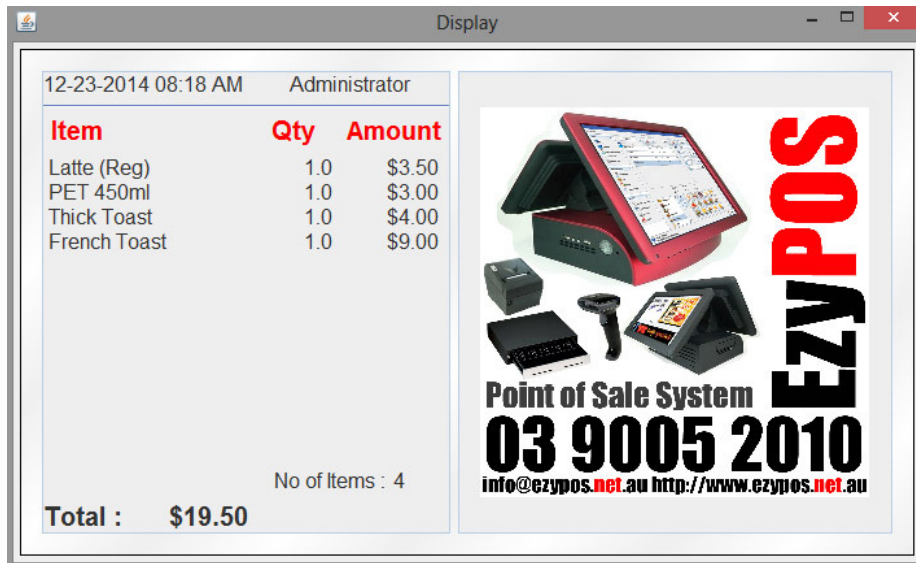 Display
12-23-2014 08:18 AM Administrator
Item Qty Amount
Latte (Reg) 1.0 $3.50
PET 450ml 1.0 $3.00
Thick Toast 1.0 $4.00
French Toast 1.0 $9.00
No of Items : 4
Total : $19.50
EzyPOS
Point of Sale System
03 9005 2010
info@ezypos.net.au http://www.ezypos.net.au